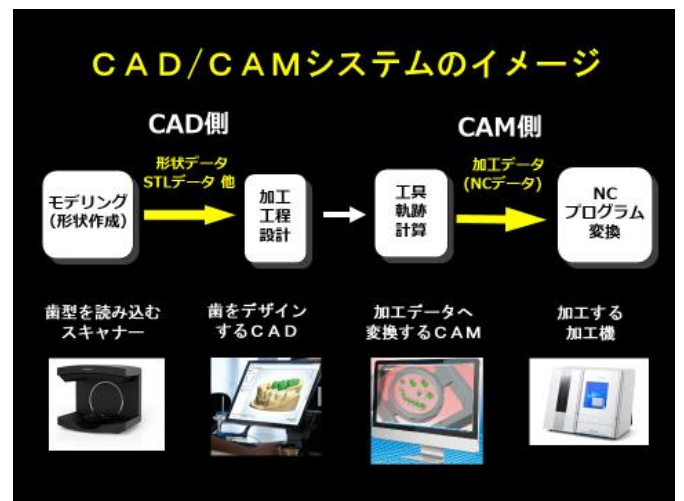 ＣＡＤ/ＣＡＭシステムのイメージ
CAD側
CAM側
形状データ
STLデータ 他
加工データ
(NCデータ)
モデリング
(形状作成)
加工
工程
設計
工具
軌跡
計算
NC
プログラム
変換
歯型を読み込む
スキャナー
歯をデザイン
するＣＡＤ
加工データへ
変換するＣＡＭ
加工する
加工機